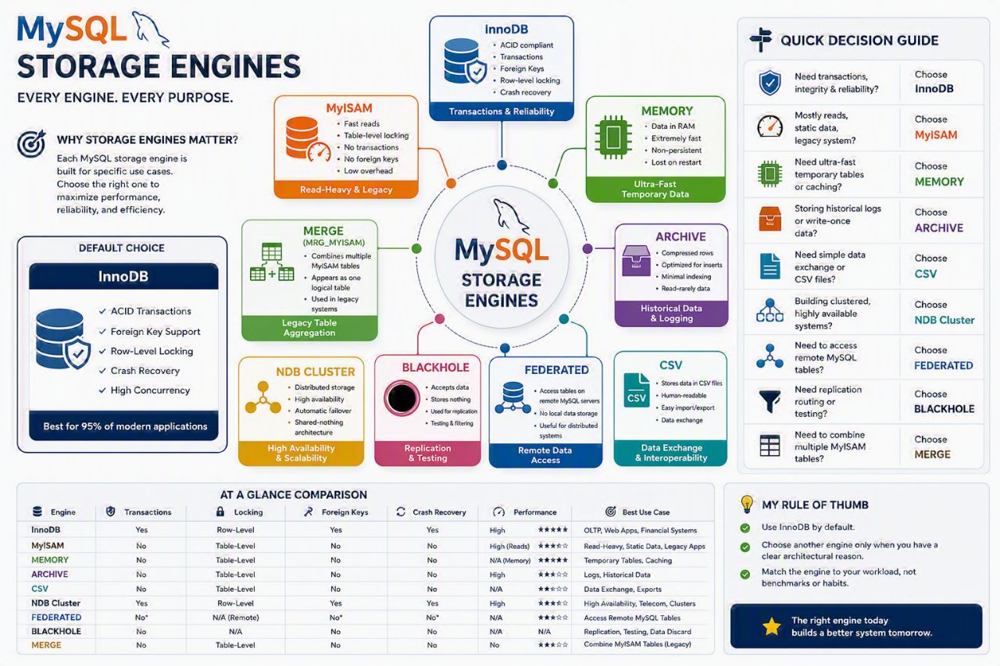 MySQL
STORAGE ENGINES
EVERY ENGINE. EVERY PURPOSE.
WHY STORAGE ENGINES MATTER?
Each MySQL storage engine is
built for specific use cases.
Choose the right one to
maximize performance,
reliability, and efficiency.
DEFAULT CHOICE
InnoDB
✓ ACID Transactions
✓ Foreign Key Support
✓ Row-Level Locking
✓ Crash Recovery
✓ High Concurrency
Best for 95% of modern applications
InnoDB
• ACID compliant
• Transactions
• Foreign Keys
• Row-level locking
• Crash recovery
Transactions & Reliability
MyISAM
• Fast reads
• Table-level locking
• No transactions
• No foreign keys
• Low overhead
Read-Heavy & Legacy
MEMORY
• Data in RAM
• Extremely fast
• Non-persistent
• Lost on restart
Ultra-Fast
Temporary Data
MERGE
(MRG_MYISAM)
• Combines multiple
MyISAM tables
• Appears as one
logical table
• Used in legacy
systems
Legacy Table
Aggregation
MySQL
STORAGE
ENGINES
ARCHIVE
• Compressed rows
• Optimized for inserts
• Minimal indexing
• Read-rarely data
Historical Data
& Logging
NDB CLUSTER
• Distributed storage
• High availability
• Automatic failover
• Shared-nothing
architecture
High Availability
& Scalability
BLACKHOLE
• Accepts data
• Stores nothing
• Used for replication
• Testing & filtering
Replication
& Testing
FEDERATED
• Access tables on
remote MySQL servers
• No local data storage
• Useful for distributed
systems
Remote Data
Access
CSV
CSV
• Stores data in CSV files
• Human-readable
• Easy import/export
• Data exchange
Data Exchange
& Interoperability
QUICK DECISION GUIDE
Need transactions,
integrity & reliability?
Choose
InnoDB
Mostly reads,
static data,
legacy system?
Choose
MyISAM
Need ultra-fast
temporary tables
or caching?
Choose
MEMORY
Storing historical logs
or write-once
data?
Choose
ARCHIVE
Need simple data
exchange or
CSV files?
Choose
CSV
Building clustered,
highly available
systems?
Choose
NDB Cluster
Need to access
remote MySQL
tables?
Choose
FEDERATED
Need replication
routing or
testing?
Choose
BLACKHOLE
Need to combine
multiple MyISAM
tables?
Choose
MERGE
AT A GLANCE COMPARISON
Engine Transactions Locking Foreign Keys Crash Recovery Performance Best Use Case
InnoDB Yes Row-Level Yes Yes High ★★★★★ OLTP, Web Apps, Financial Systems
MyISAM No Table-Level No No High (Reads) ★★★⯪☆ Read-Heavy, Static Data, Legacy Apps
MEMORY No Table-Level No No N/A (Memory) ★★★★★ Temporary Tables, Caching
ARCHIVE No Table-Level No No High ★★★☆☆ Logs, Historical Data
CSV No Table-Level No No N/A ★★⯪☆☆ Data Exchange, Exports
NDB Cluster Yes Row-Level Yes Yes High ★★★⯪☆ High Availability, Telecom, Clusters
FEDERATED No* N/A (Remote) No* No* N/A ★★★☆☆ Access Remote MySQL Tables
BLACKHOLE No N/A No No N/A N/A Replication, Testing, Data Discard
MERGE No Table-Level No No No ★★★☆☆ Combine MyISAM Tables (Legacy)
MY RULE OF THUMB
Use InnoDB by default.
Choose another engine only when you have a
clear architectural reason.
Match the engine to your workload, not
benchmarks or habits.
The right engine today
builds a better system tomorrow.